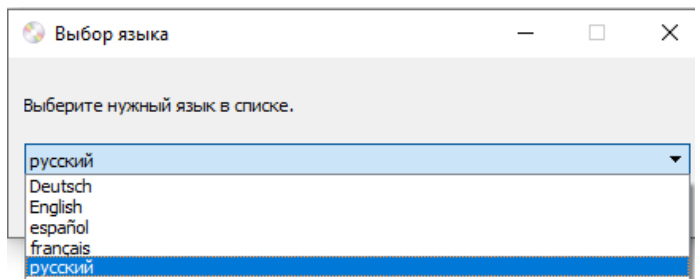 Выбор языка
Выберите нужный язык в списке.
русский
Deutsch
English
español
français
русский